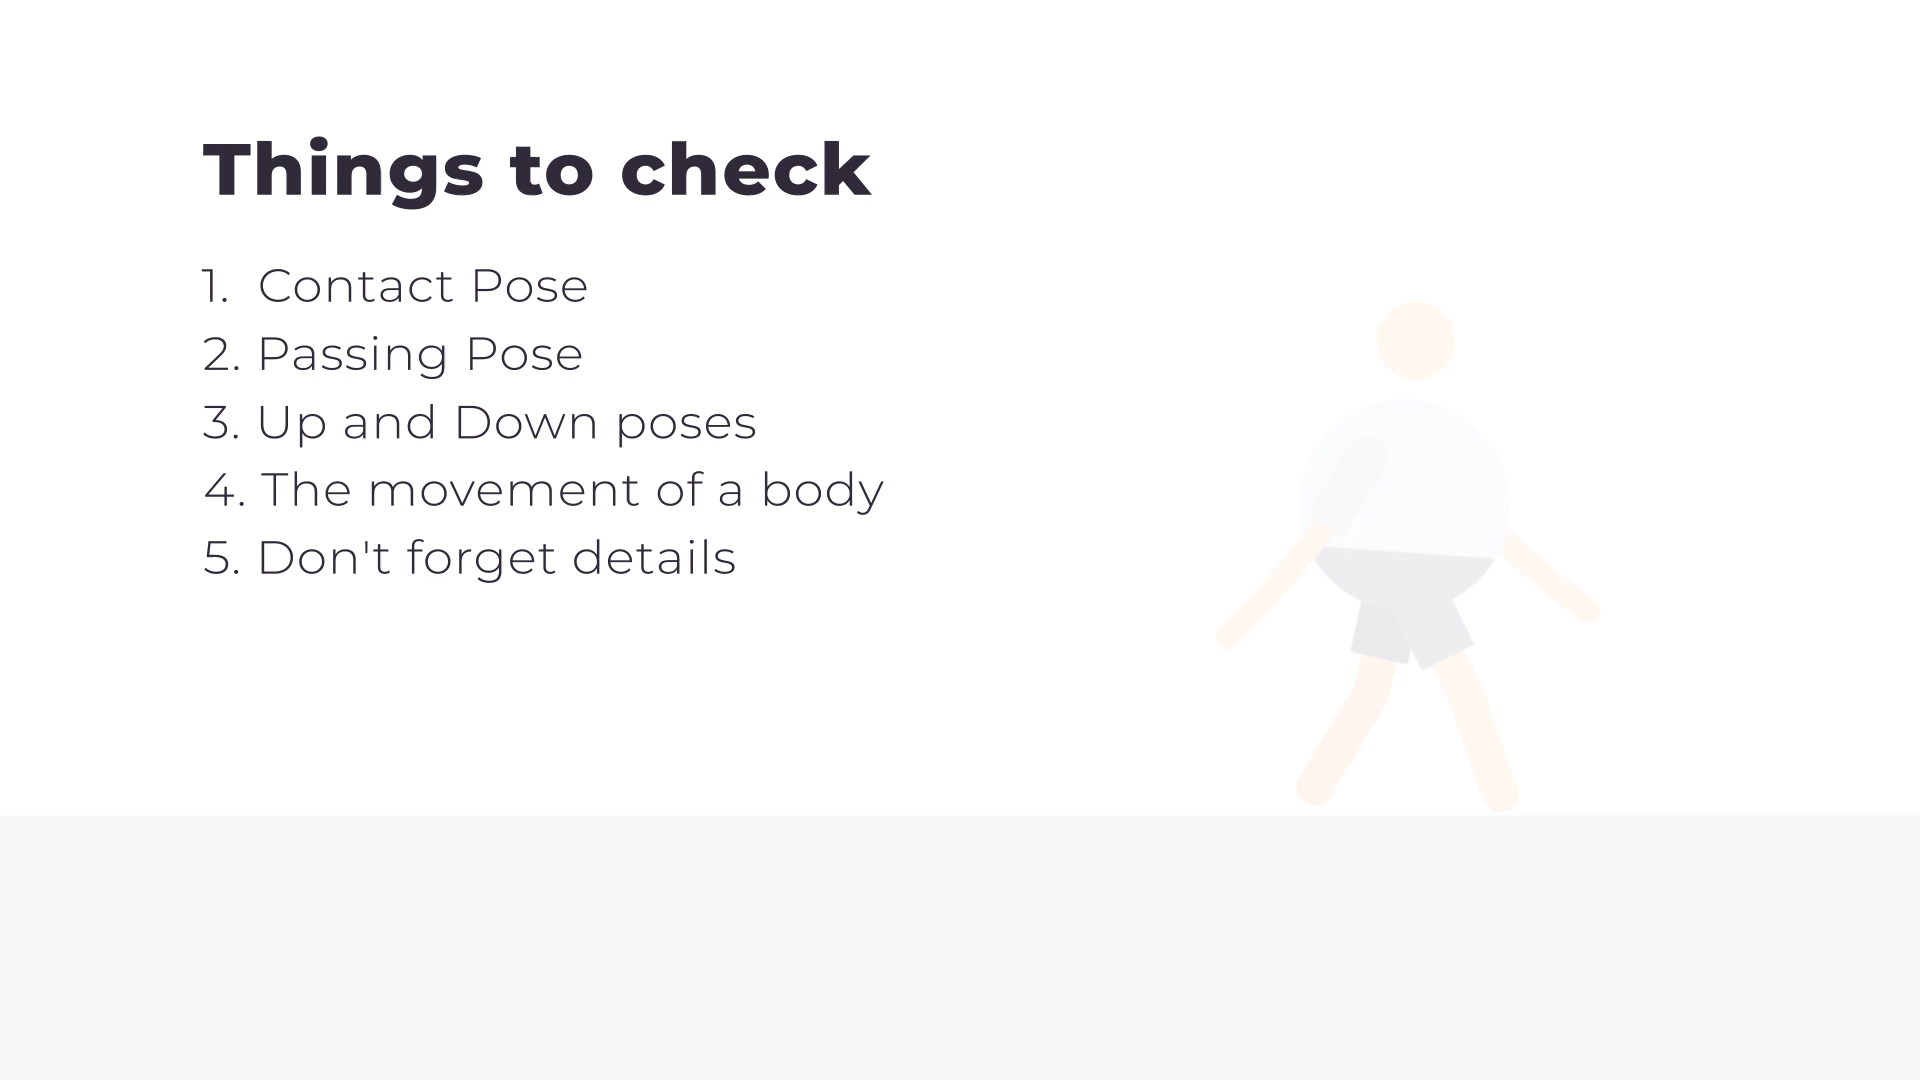 Things to check
1. Contact Pose
2. Passing Pose
3. Up and Down poses
4. The movement of a body
5. Don't forget details